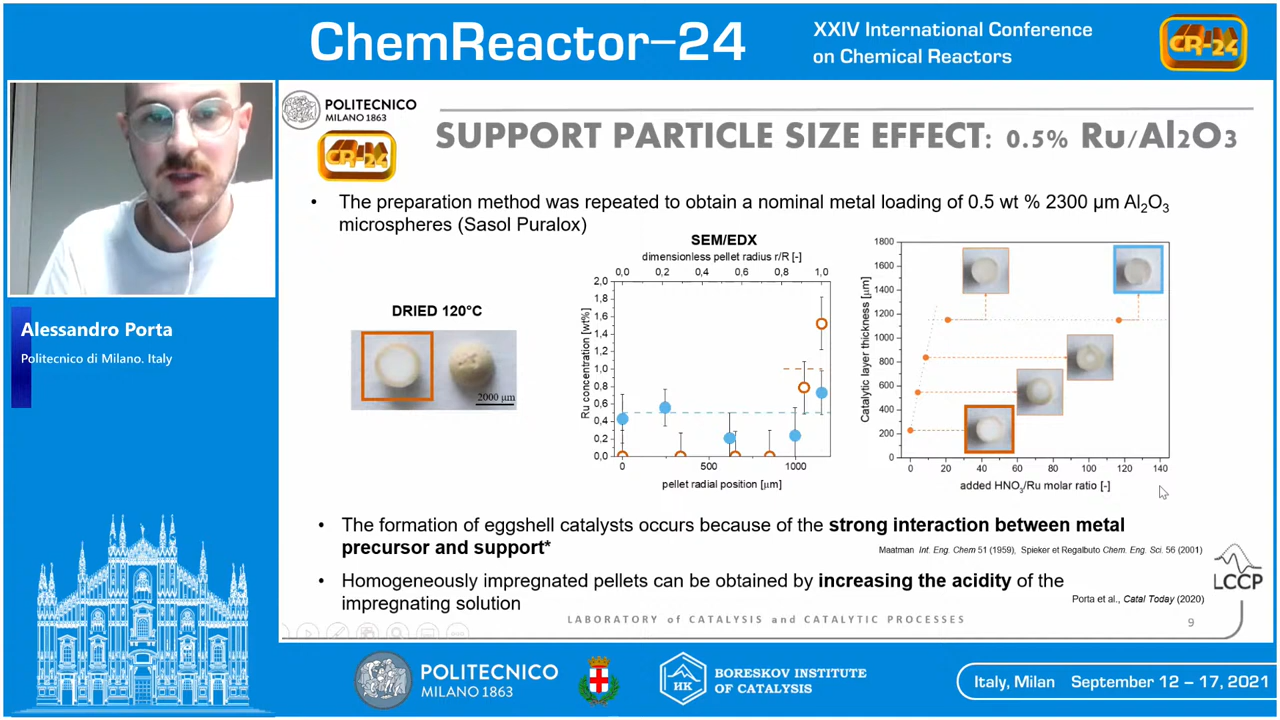 ChemReactor–24
XXIV International Conference
on Chemical Reactors
CR-24
POLITECNICO
MILANO 1863
CR-24
SUPPORT PARTICLE SIZE EFFECT: 0.5% Ru/Al2O3
• The preparation method was repeated to obtain a nominal metal loading of 0.5 wt % 2300 µm Al₂O₃
microspheres (Sasol Puralox)
DRIED 120°C
2000 µm
SEM/EDX
dimensionless pellet radius r/R [-]
0,0 0,2 0,4 0,6 0,8 1,0
2,0
1,8
1,6
1,4
1,2
1,0
0,8
0,6
0,4
0,2
0,0
Ru concentration [wt%]
0 500 1000
pellet radial position [µm]
1800
1600
1400
1200
1000
800
600
400
200
0
Catalytic layer thickness [µm]
0 20 40 60 80 100 120 140
added HNO₃/Ru molar ratio [-]
• The formation of eggshell catalysts occurs because of the strong interaction between metal
precursor and support*
Maatman Int. Eng. Chem 51 (1959), Spieker et Regalbuto Chem. Eng. Sci. 56 (2001)
• Homogeneously impregnated pellets can be obtained by increasing the acidity of the
impregnating solution
Porta et al., Catal Today (2020)
LCCP
LABORATORY of CATALYSIS and CATALYTIC PROCESSES
9
Alessandro Porta
Politecnico di Milano. Italy
POLITECNICO
MILANO 1863
НК
BORESKOV INSTITUTE
OF CATALYSIS
Italy, Milan September 12 – 17, 2021